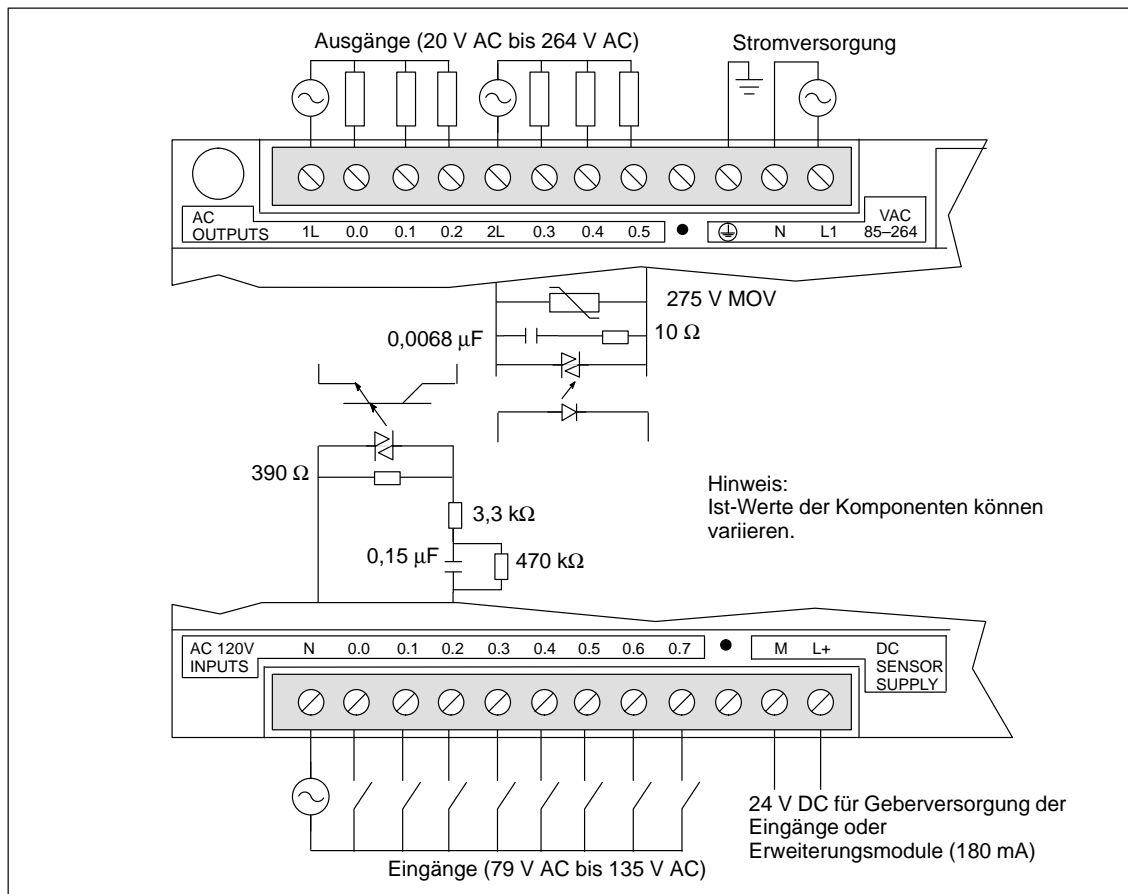 Ausgänge (20 V AC bis 264 V AC)
Stromversorgung
AC
OUTPUTS
1L 0.0 0.1 0.2 2L 0.3 0.4 0.5 ● N L1
VAC
85–264
275 V MOV
0,0068 µF
10 Ω
390 Ω
3,3 kΩ
0,15 µF
470 kΩ
Hinweis:
Ist-Werte der Komponenten können
variieren.
AC 120V
INPUTS
N 0.0 0.1 0.2 0.3 0.4 0.5 0.6 0.7 ● M L+
DC
SENSOR
SUPPLY
24 V DC für Geberversorgung der
Eingänge oder
Erweiterungsmodule (180 mA)
Eingänge (79 V AC bis 135 V AC)